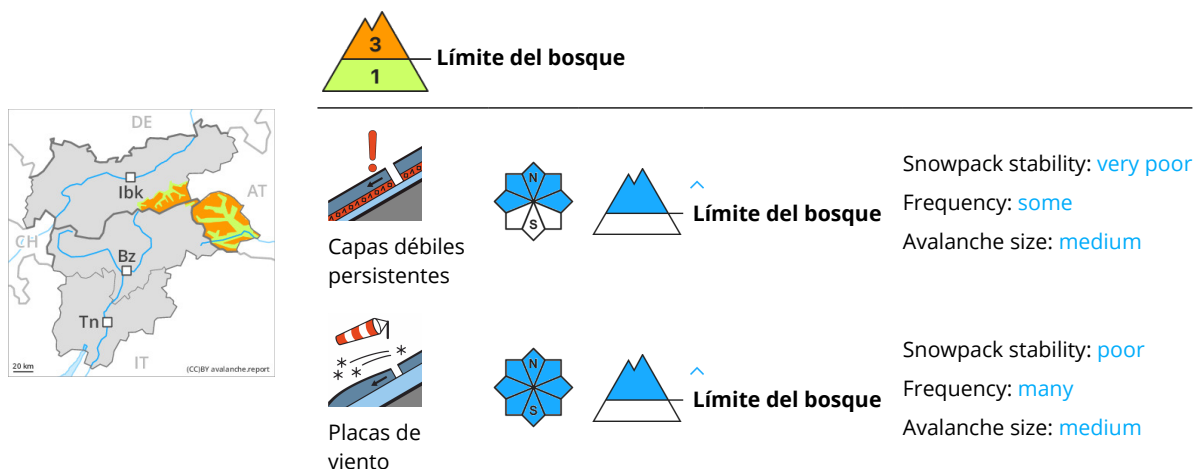 3
Límite del bosque
1
DE
Ibk
AT
CH
Bz
Tn
IT
20 km
(CC)BY avalanche.report
N
S
Límite del bosque
Capas débiles
persistentes
Snowpack stability: very poor
Frequency: some
Avalanche size: medium
N
S
Límite del bosque
Placas de
viento
Snowpack stability: poor
Frequency: many
Avalanche size: medium